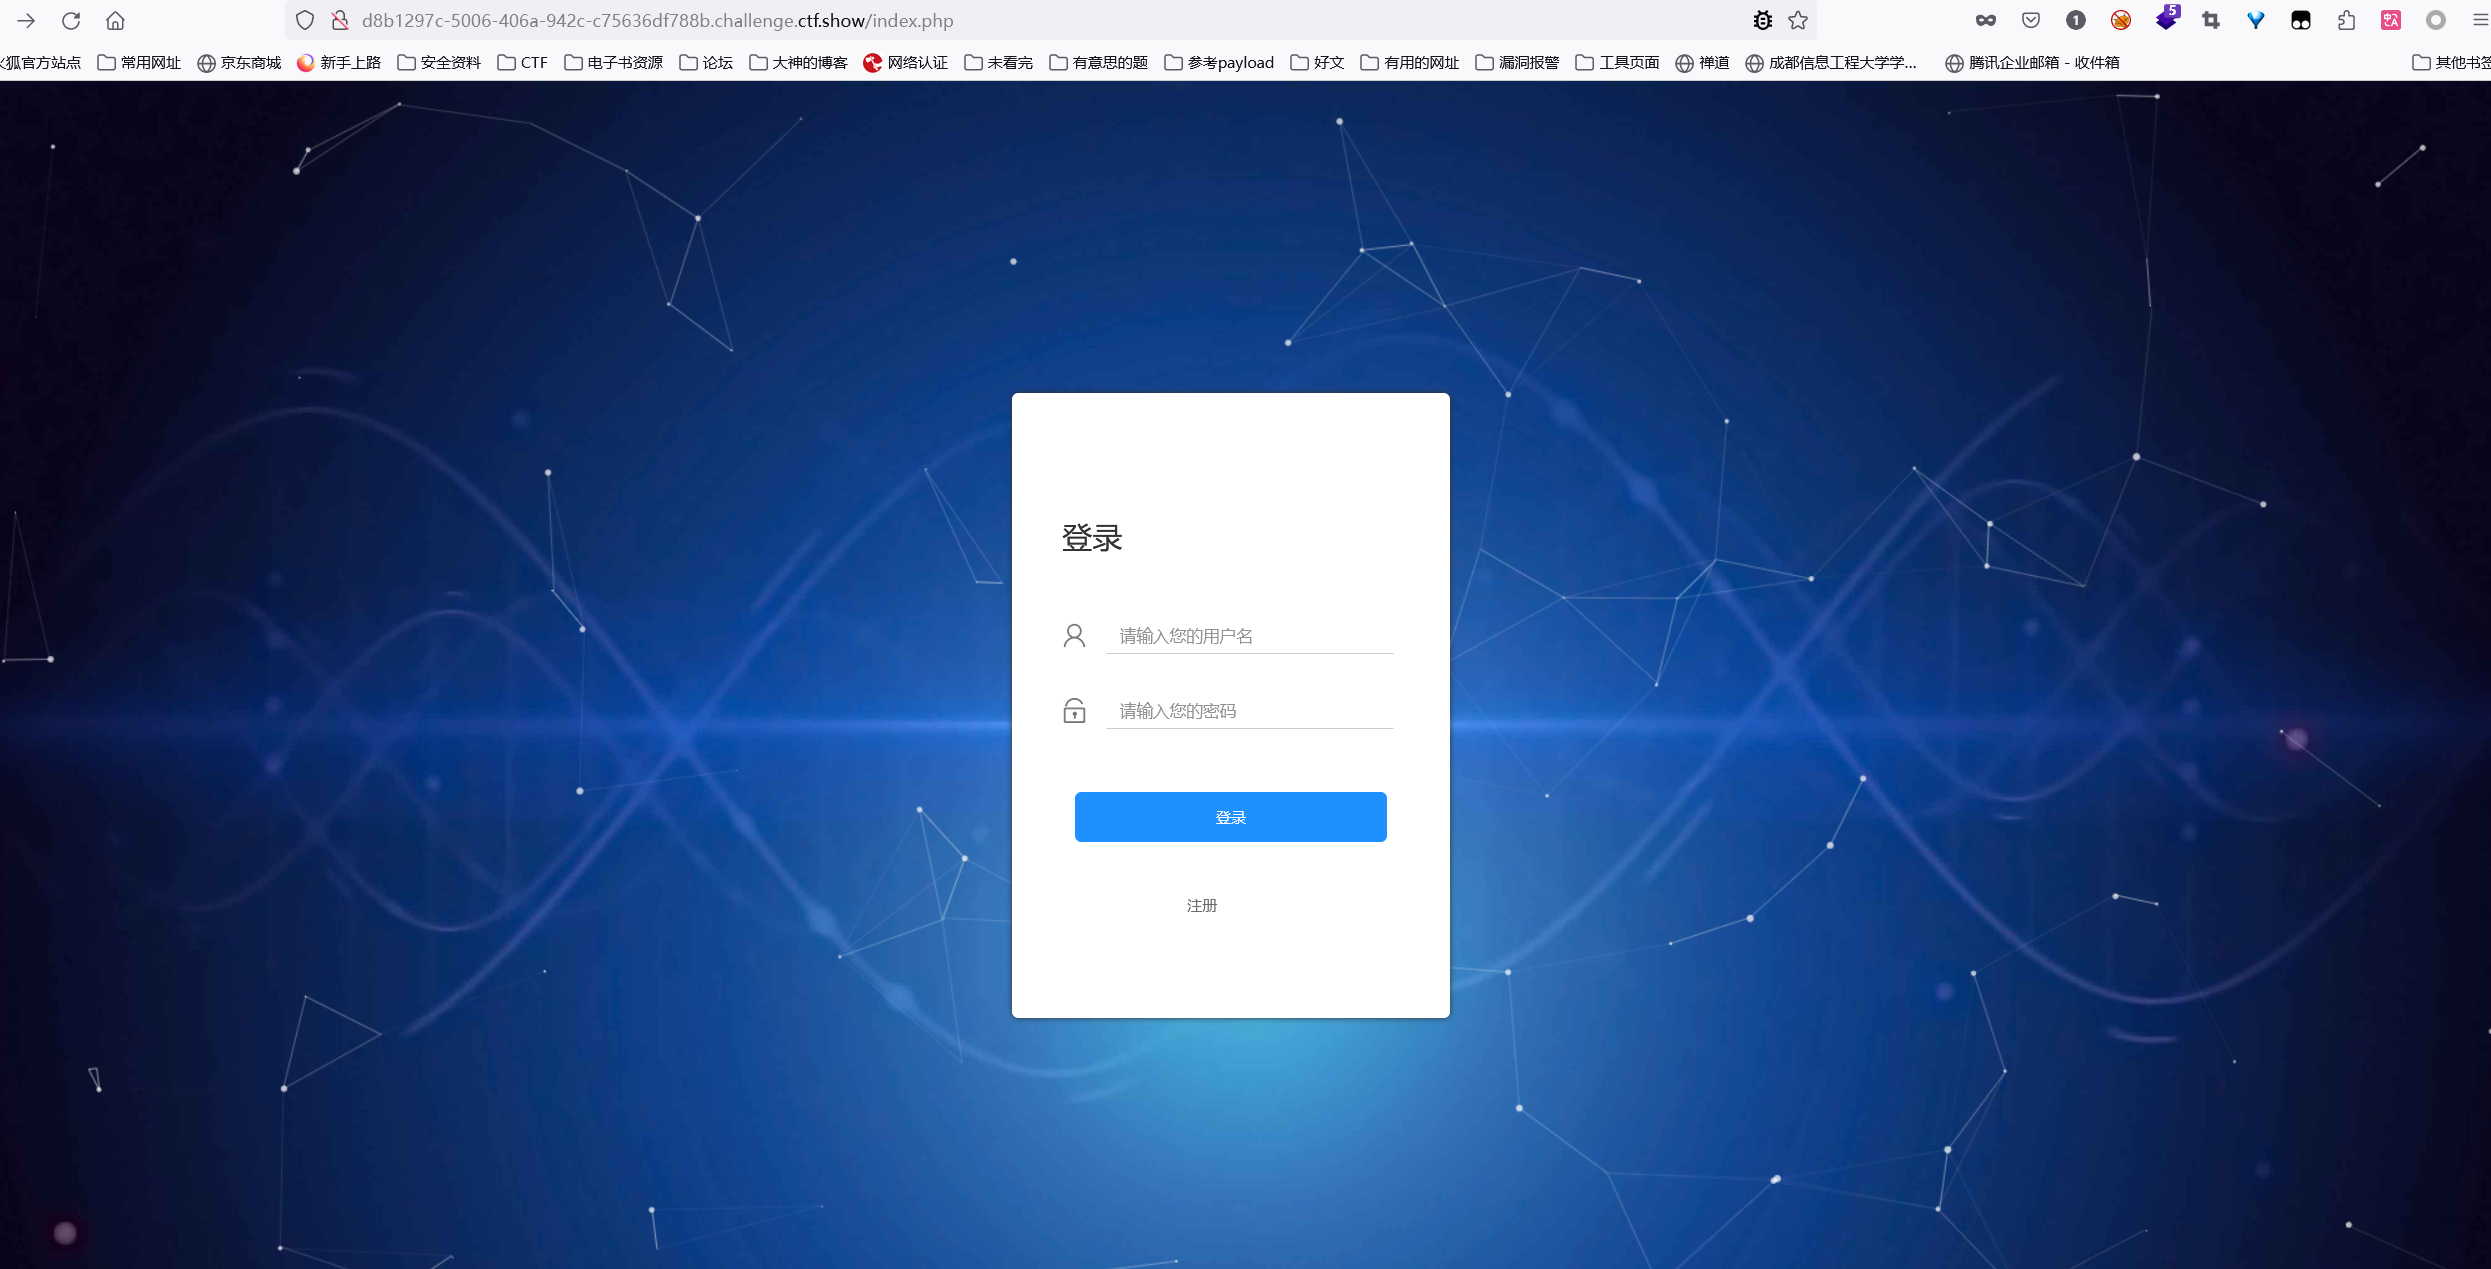 d8b1297c-5006-406a-942c-c75636df788b.challenge.ctf.show/index.php
1
5
狐官方站点 常用网址 京东商城 新手上路 安全资料 CTF 电子书资源 论坛 大神的博客 网络认证 未看完 有意思的题 参考payload 好文 有用的网址 漏洞报警 工具页面 禅道 成都信息工程大学学... 腾讯企业邮箱 - 收件箱 其他书签
登录
请输入您的用户名
请输入您的密码
登录
注册